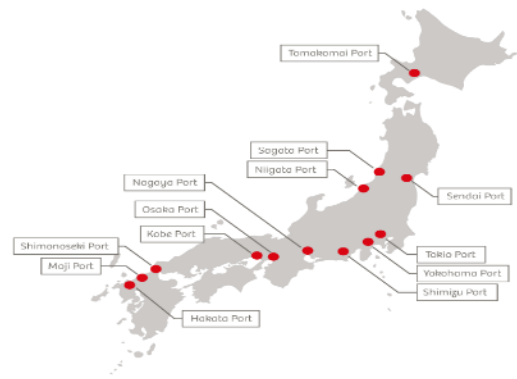 Tomakomai Port
Sagata Port
Niigata Port
Nagoya Port
Sendai Port
Osaka Port
Kobe Port
Shimonoseki Port
Tokio Port
Moji Port
Yokohama Port
Shimizu Port
Hakata Port